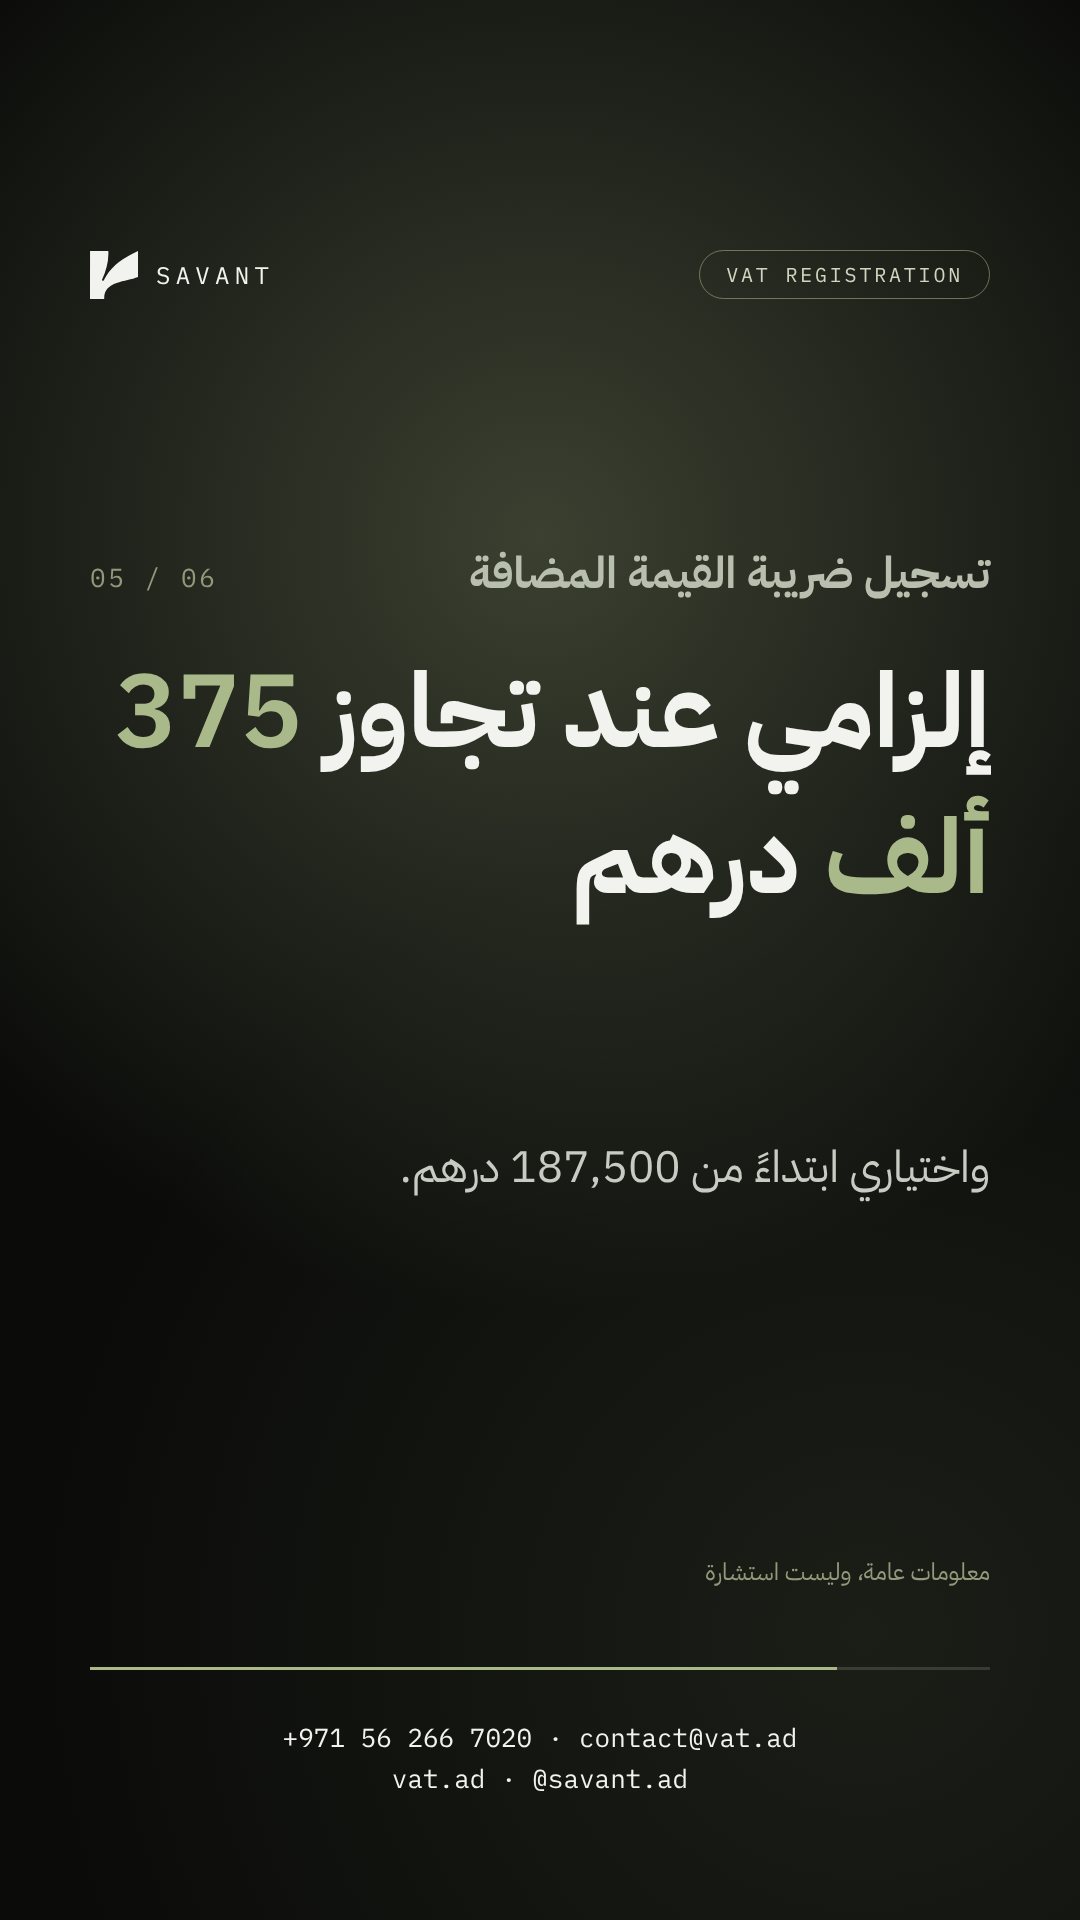 SAVANT
VAT REGISTRATION
تسجيل ضريبة القيمة المضافة
05 / 06
إلزامي عند تجاوز 375
ألف درهم
واختياري ابتداءً من 187,500 درهم.
معلومات عامة، وليست استشارة
+971 56 266 7020 · contact@vat.ad
vat.ad · @savant.ad